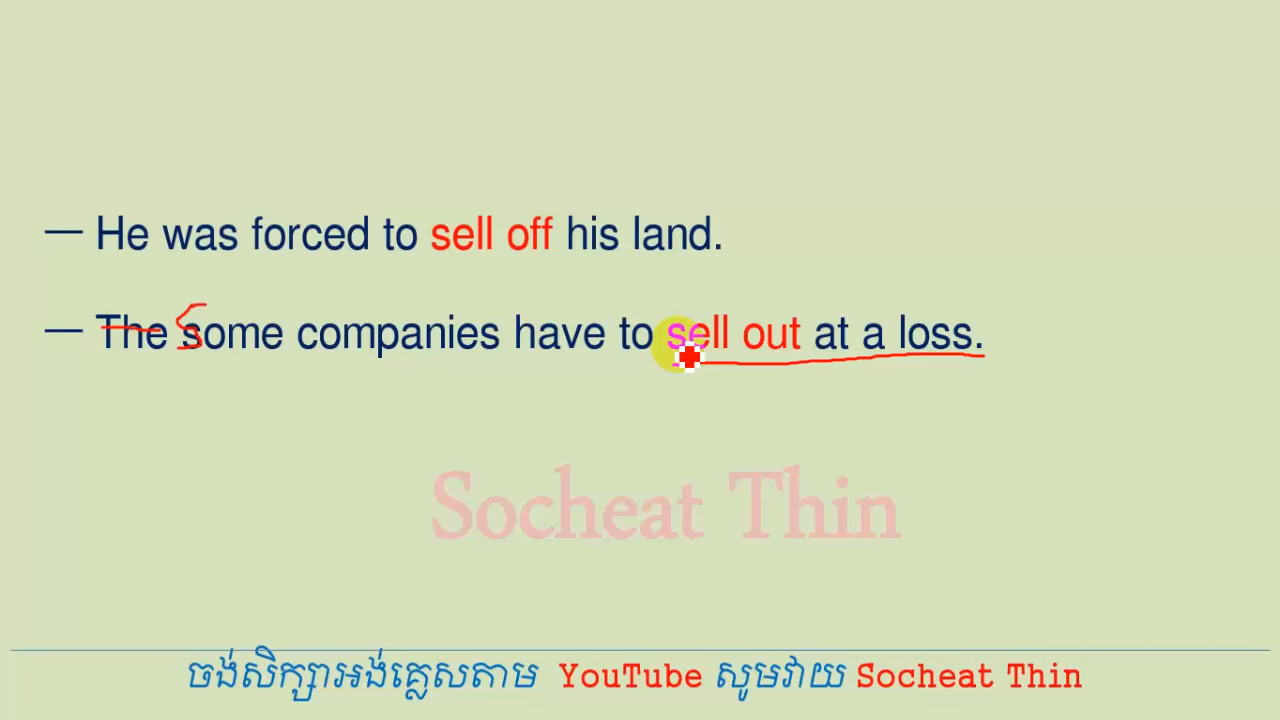 — He was forced to sell off his land.
— The some companies have to sell out at a loss.
Socheat Thin
ចង់សិក្សាអង់គ្លេសតាម YouTube សូមវាយ Socheat Thin